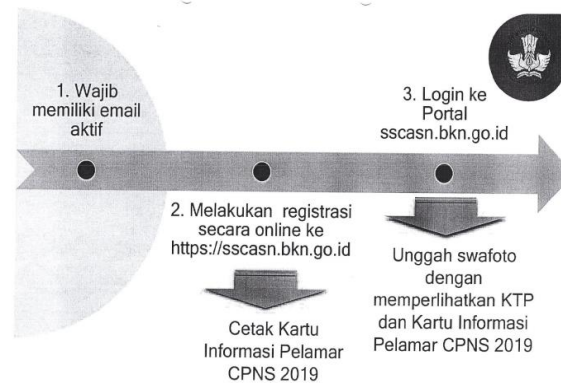 1. Wajib
memiliki email
aktif
2. Melakukan registrasi
secara online ke
https://sscasn.bkn.go.id
Cetak Kartu
Informasi Pelamar
CPNS 2019
3. Login ke
Portal
sscasn.bkn.go.id
Unggah swafoto
dengan
memperlihatkan KTP
dan Kartu Informasi
Pelamar CPNS 2019